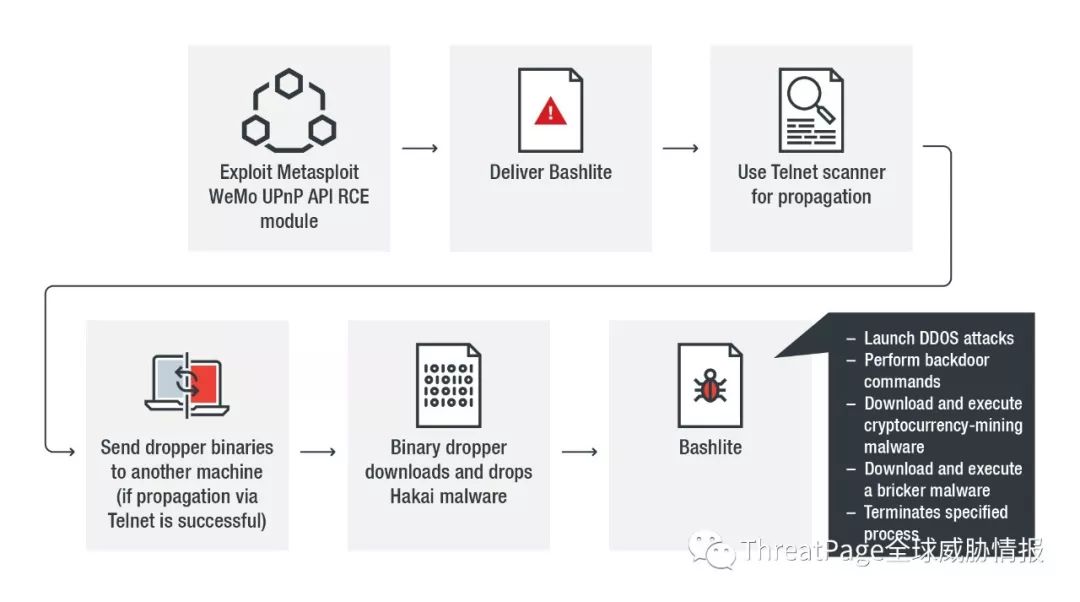 Exploit Metasploit
WeMo UPnP API RCE
module
Deliver Bashlite
Use Telnet scanner
for propagation
Send dropper binaries
to another machine
(if propagation via
Telnet is successful)
Binary dropper
downloads and drops
Hakai malware
Bashlite
– Launch DDOS attacks
– Perform backdoor
commands
– Download and execute
cryptocurrency-mining
malware
– Download and execute
a bricker malware
– Terminates specified
process
ThreatPage全球威胁情报